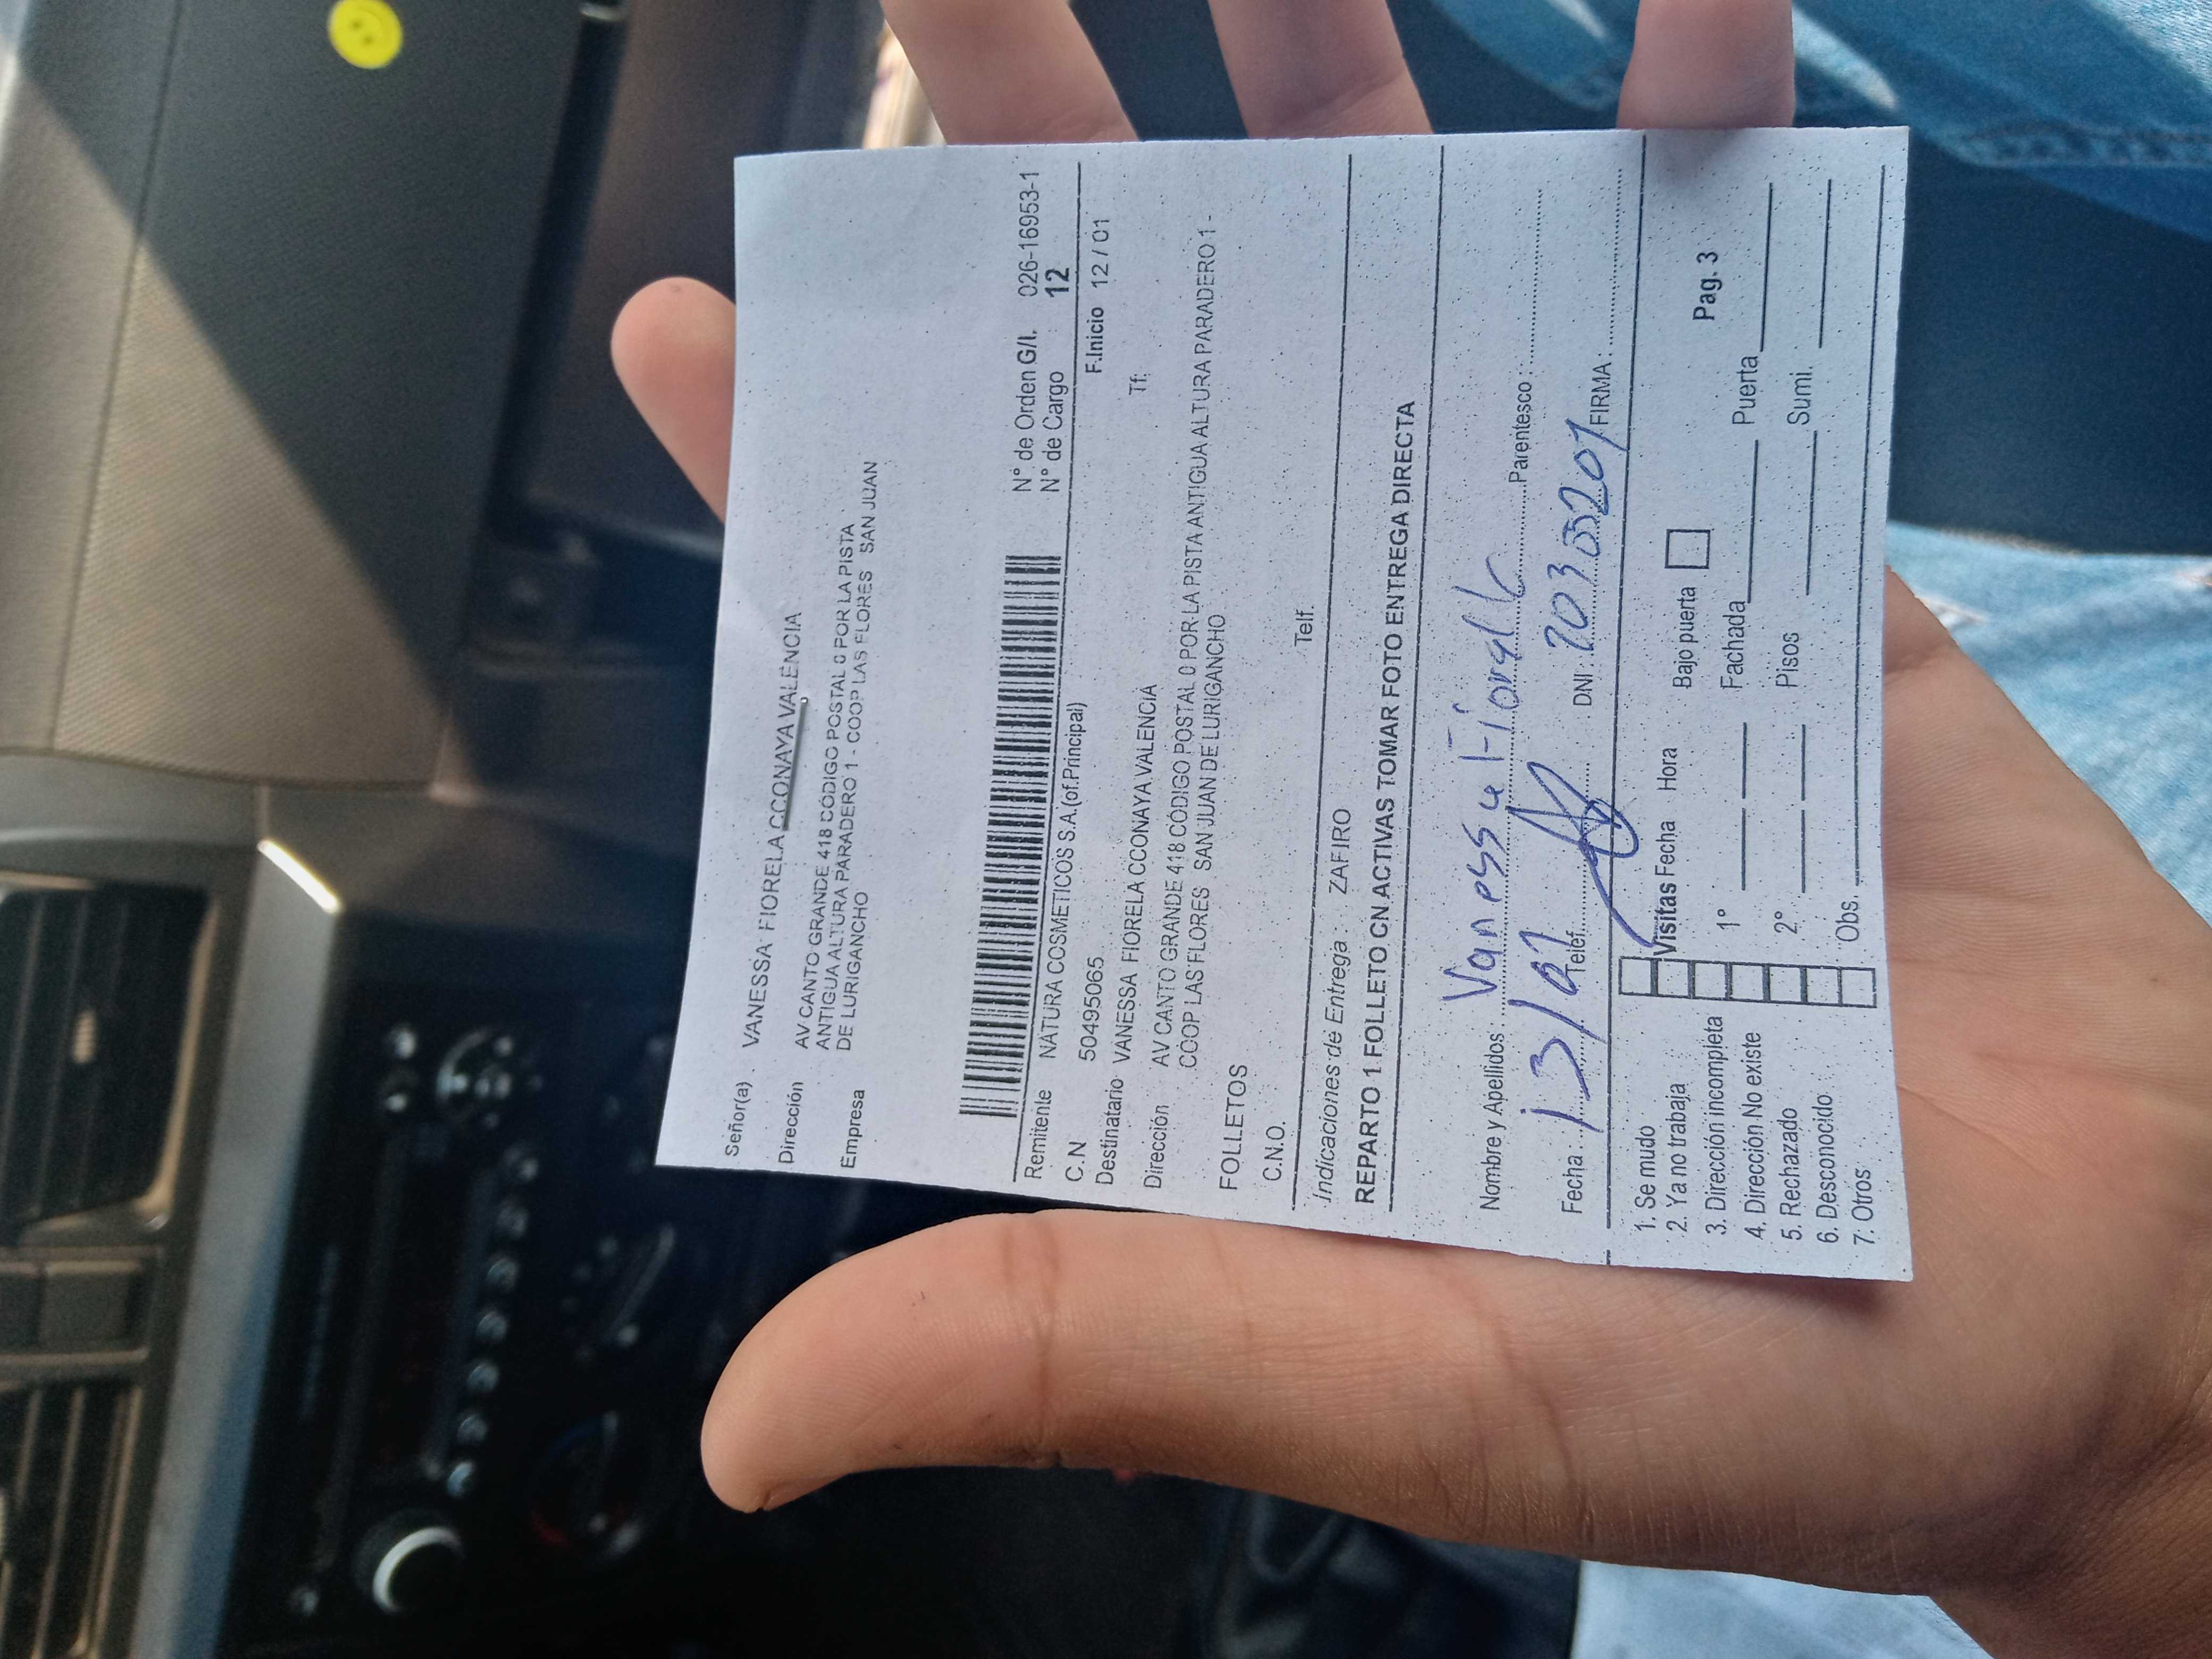 Señor(a) VANESSA FIORELA CCONAYA VALENCIA
Dirección AV CANTO GRANDE 418 CÓDIGO POSTAL 0 POR LA PISTA
ANTIGUA ALTURA PARADERO 1 - COOP LAS FLORES SAN JUAN
Empresa DE LURIGANCHO
N° de Orden G/I. 026-16953-1
N° de Cargo 12
Remitente NATURA COSMETICOS S.A.(of.Principal)
F.Inicio 12 / 01
C.N 50495065
Destinatario VANESSA FIORELA CCONAYA VALENCIA Tf:
Dirección AV CANTO GRANDE 418 CÓDIGO POSTAL 0 POR LA PISTA ANTIGUA ALTURA PARADERO 1 -
COOP LAS FLORES SAN JUAN DE LURIGANCHO
FOLLETOS
C.N.O. Telf.
Indicaciones de Entrega : ZAFIRO
REPARTO 1 FOLLETO CN ACTIVAS TOMAR FOTO ENTREGA DIRECTA
Nombre y Apellidos : Vanessa Parentesco :
Fecha 13/01 Telef. DNI : FIRMA :
1. Se mudo
2. Ya no trabaja
3. Dirección incompleta
4. Dirección No existe
5. Rechazado
6. Desconocido
7. Otros
Visitas Fecha Hora Bajo puerta Pag. 3
1° Fachada Puerta
2° Pisos Sumi.
Obs.